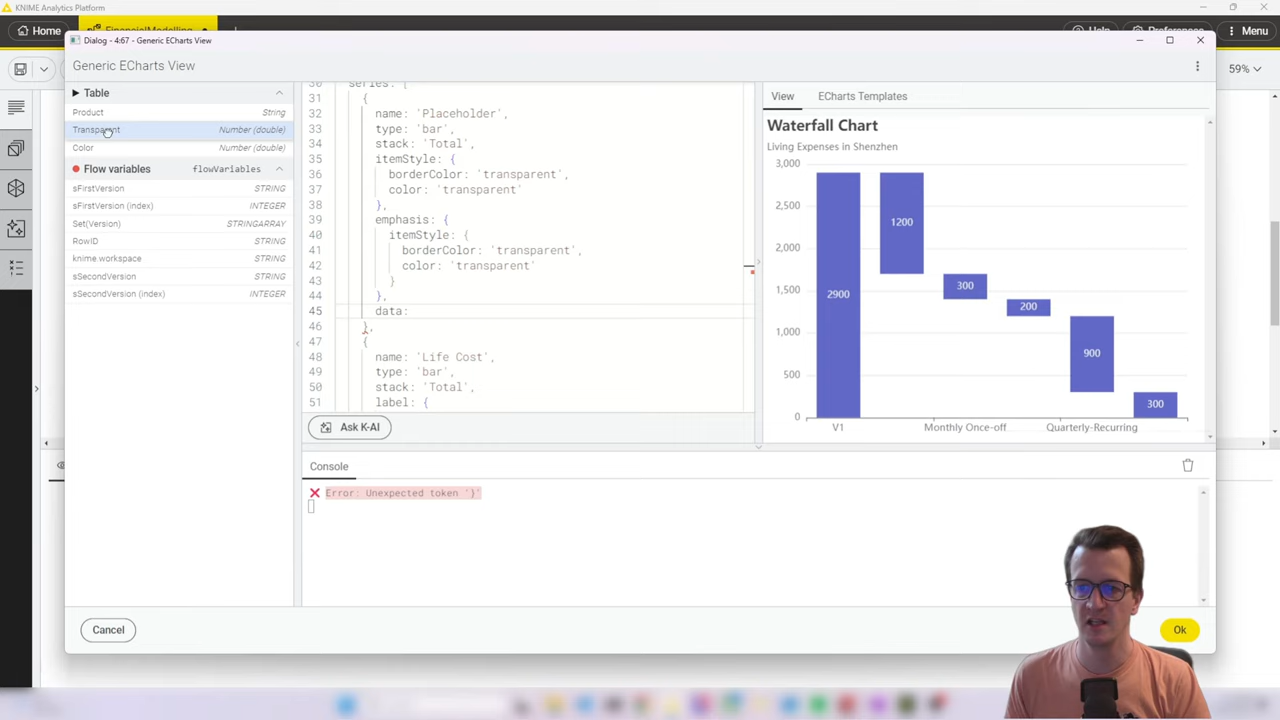 KNIME Analytics Platform
Home
FinancialModelling
Help
Preferences
Menu
Dialog - 4:67 - Generic ECharts View
Generic ECharts View
59%
Table
Product String
Transparent Number (double)
Color Number (double)
Flow variables flowVariables
sFirstVersion STRING
sFirstVersion (index) INTEGER
Set(Version) STRINGARRAY
RowID STRING
knime.workspace STRING
sSecondVersion STRING
sSecondVersion (index) INTEGER
30 series: [
31 {
32 name: 'Placeholder',
33 type: 'bar',
34 stack: 'Total',
35 itemStyle: {
36 borderColor: 'transparent',
37 color: 'transparent'
38 },
39 emphasis: {
40 itemStyle: {
41 borderColor: 'transparent',
42 color: 'transparent'
43 }
44 },
45 data:
46 },
47 {
48 name: 'Life Cost',
49 type: 'bar',
50 stack: 'Total',
51 label: {
Ask K-AI
View ECharts Templates
Waterfall Chart
Living Expenses in Shenzhen
3,000
2,500
2,000
1,500
1,000
500
0
2900
1200
300
200
900
300
V1 Monthly Once-off Quarterly-Recurring
Console
Error: Unexpected token '}'
Cancel
Ok